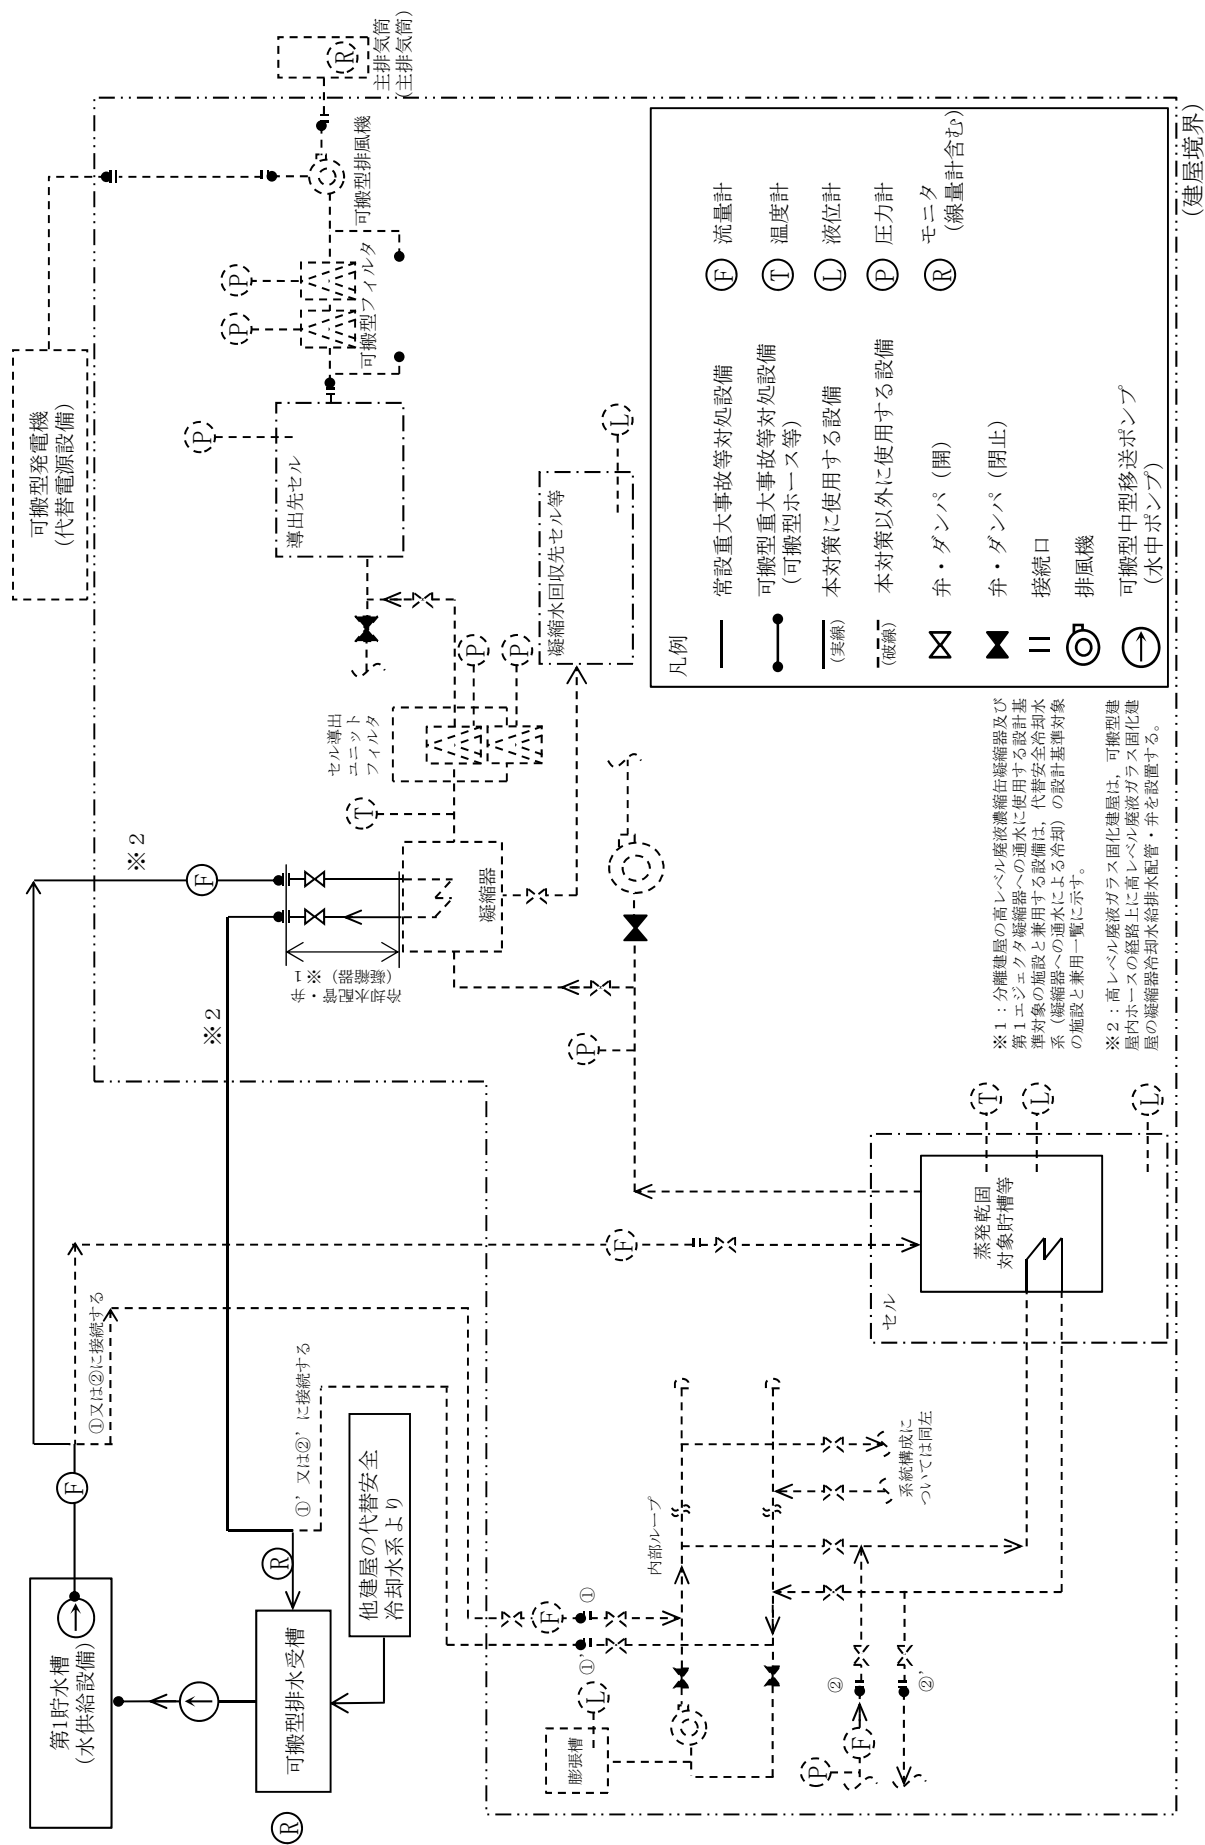 第1貯水槽
(水供給設備)
F
可搬型排水受槽
R
R
他建屋の代替安全
冷却水系より
①又は②に接続する
①’又は②’に接続する
※2
※2
F
冷却水配管・弁
(凝縮器) ※1
凝縮器
T
セル導出
ユニット
フィルタ
P
P
可搬型発電機
(代替電源設備)
導出先セル
P
可搬型フィルタ
P
P
可搬型排風機
R
主排気筒
(主排気筒)
凝縮水回収先セル等
L
P
F
セル
蒸発乾固
対象貯槽等
T
L
L
膨張槽
L
内部ループ
F
①
①’
②
②’
P
F
系統構成に
ついては同左
※1:分離建屋の高レベル廃液濃縮缶凝縮器及び
第1エジェクタ凝縮器への通水に使用する設計基
準対象の施設と兼用する設備は,代替安全冷却水
系(凝縮器への通水による冷却)の設計基準対象
の施設と兼用一覧に示す。
※2:高レベル廃液ガラス固化建屋は,可搬型建
屋内ホースの経路上に高レベル廃液ガラス固化建
屋の凝縮器冷却水給排水配管・弁を設置する。
凡例
常設重大事故等対処設備
可搬型重大事故等対処設備
(可搬型ホース等)
(実線)
本対策に使用する設備
(破線)
本対策以外に使用する設備
弁・ダンパ(開)
弁・ダンパ(閉止)
接続口
排風機
可搬型中型移送ポンプ
(水中ポンプ)
F 流量計
T 温度計
L 液位計
P 圧力計
R モニタ
(線量計含む)
(建屋境界)